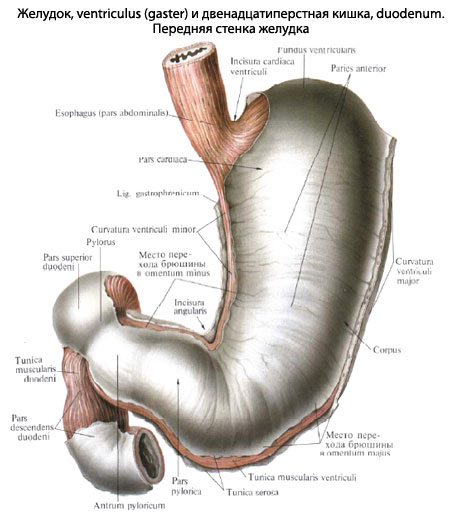 Желудок, ventriculus (gaster) и двенадцатиперстная кишка, duodenum.
Передняя стенка желудка
Fundus ventricularis
Incisura cardiaca
ventriculi
Paries anterior
Esophagus (pars abdominalis)
Pars cardiaca
Lig. gastrophrenicum
Curvatura ventriculi minor
Pylorus
Pars superior
duodeni
Место пере-
хода брюшины
в omentum minus
Curvatura
ventriculi
major
Incisura
angularis
Corpus
Tunica
muscularis
duodeni
Pars
descendens
duodeni
Место пере-
хода брюшины
в omentum majus
Pars
pylorica
Tunica muscularis ventriculi
Tunica serosa
Antrum pyloricum